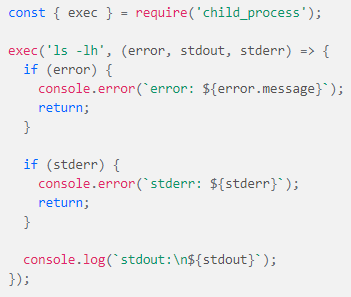 const { exec } = require('child_process');

exec('ls -lh', (error, stdout, stderr) => {
  if (error) {
    console.error(`error: ${error.message}`);
    return;
  }

  if (stderr) {
    console.error(`stderr: ${stderr}`);
    return;
  }

  console.log(`stdout:\n${stdout}`);
});